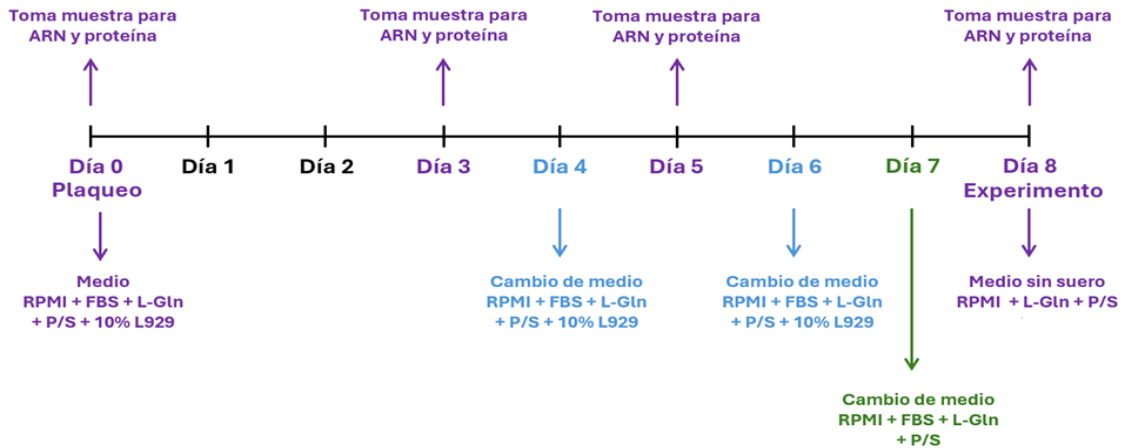 Toma muestra para
ARN y proteína
Toma muestra para
ARN y proteína
Toma muestra para
ARN y proteína
Toma muestra para
ARN y proteína
Día 0
Plaqueo
Día 1
Día 2
Día 3
Día 4
Día 5
Día 6
Día 7
Día 8
Experimento
Medio
RPMI + FBS + L-Gln
+ P/S + 10% L929
Cambio de medio
RPMI + FBS + L-Gln
+ P/S + 10% L929
Cambio de medio
RPMI + FBS + L-Gln
+ P/S + 10% L929
Medio sin suero
RPMI + L-Gln + P/S
Cambio de medio
RPMI + FBS + L-Gln
+ P/S